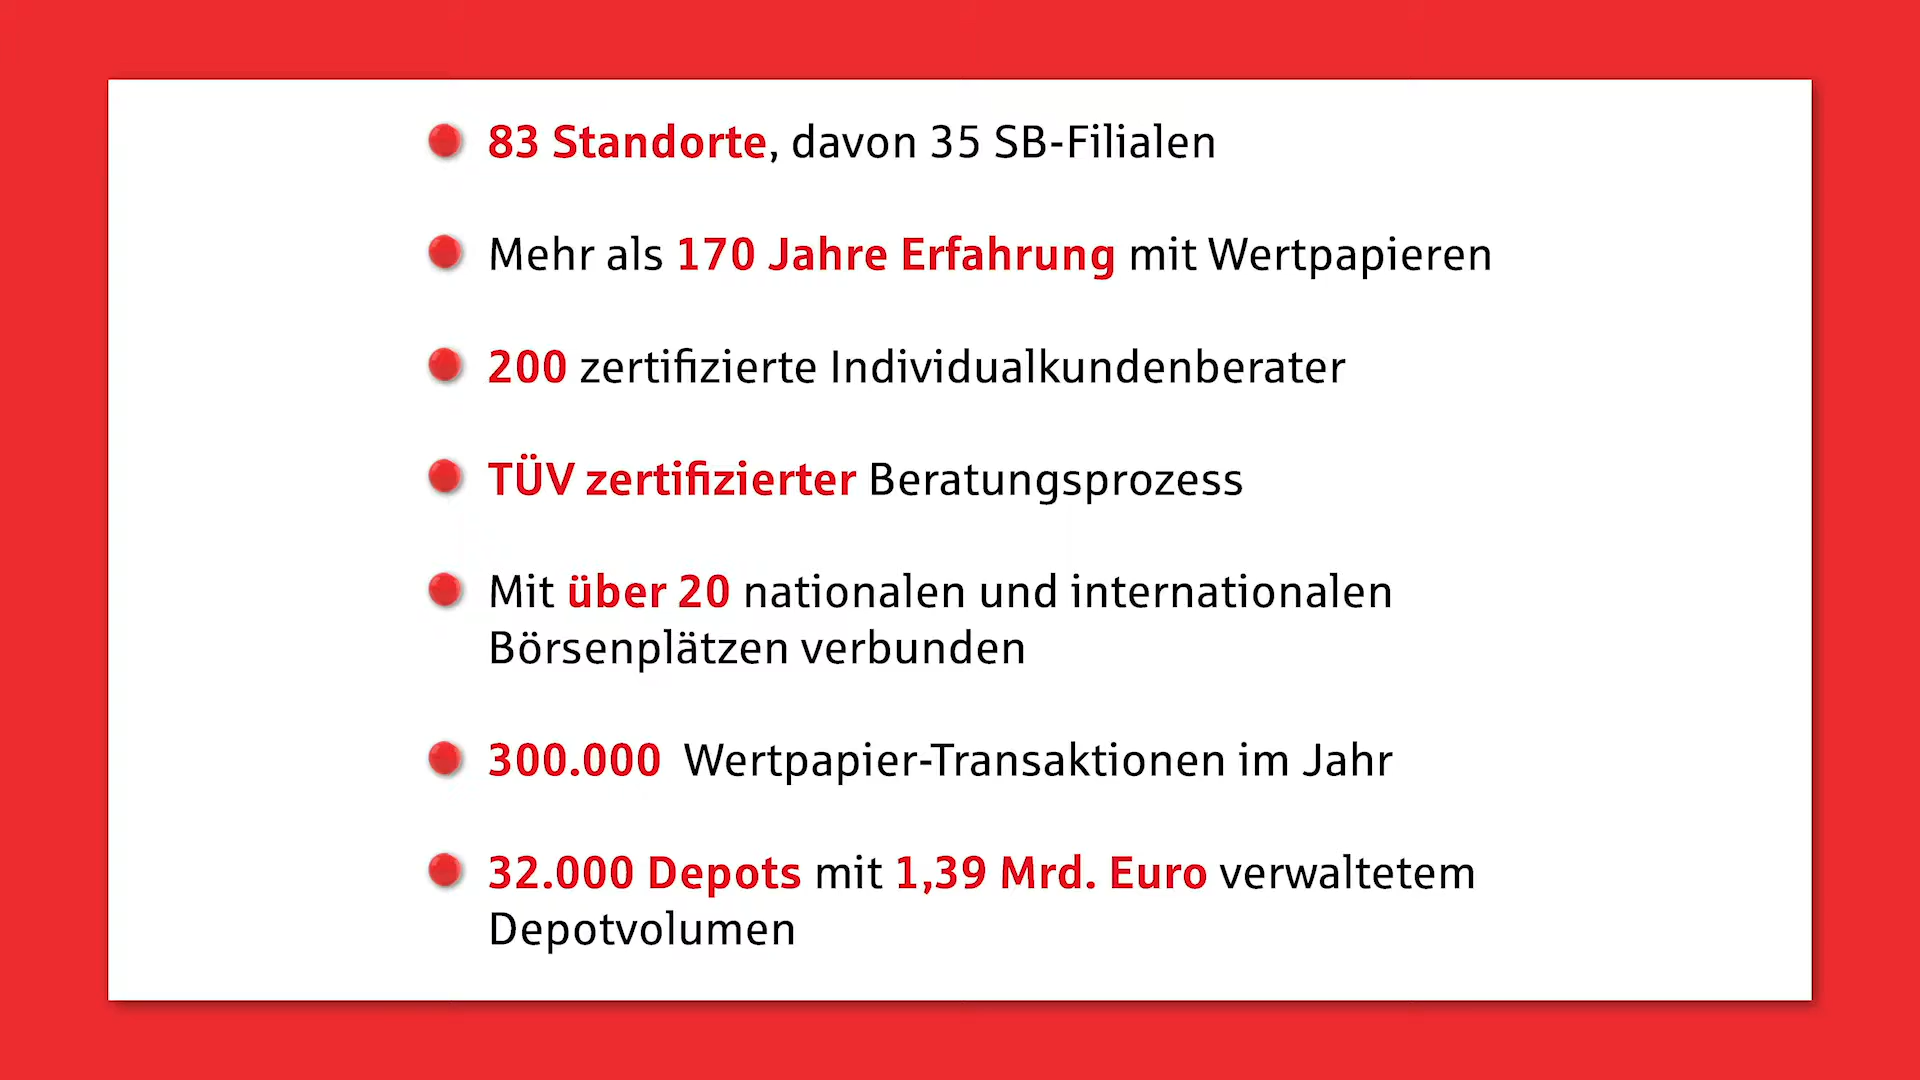 83 Standorte, davon 35 SB-Filialen
Mehr als 170 Jahre Erfahrung mit Wertpapieren
200 zertifizierte Individualkundenberater
TÜV zertifizierter Beratungsprozess
Mit über 20 nationalen und internationalen
Börsenplätzen verbunden
300.000 Wertpapier-Transaktionen im Jahr
32.000 Depots mit 1,39 Mrd. Euro verwaltetem
Depotvolumen